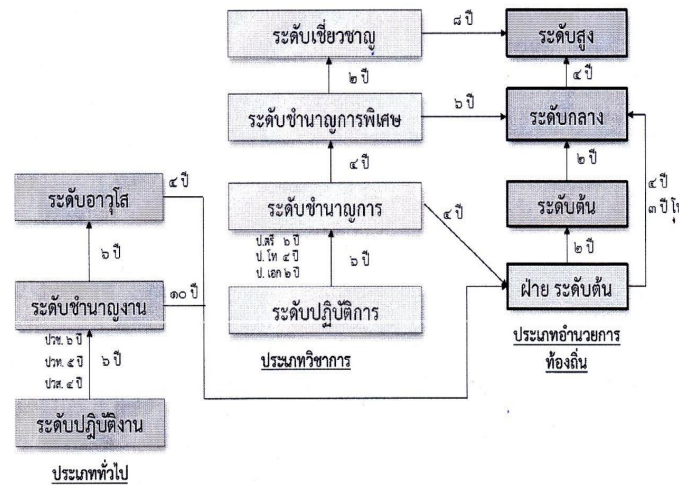 ระดับเชี่ยวชาญ
๘ ปี
ระดับสูง
๒ ปี
๔ ปี
ระดับชำนาญการพิเศษ
๖ ปี
ระดับกลาง
๔ ปี
๒ ปี
๔ ปี
๓ ปี
ระดับอาวุโส
๔ ปี
ระดับชำนาญการ
๔ ปี
ระดับต้น
๖ ปี
ป.ตรี ๖ ปี
ป. โท ๔ ปี
ป. เอก ๒ ปี
๖ ปี
๒ ปี
ระดับชำนาญงาน
๑๐ ปี
ระดับปฏิบัติการ
ฝ่าย ระดับต้น
ปวช. ๖ ปี
ปวท. ๕ ปี
ปวส. ๔ ปี
๖ ปี
ประเภทวิชาการ
ประเภทอำนวยการ
ท้องถิ่น
ระดับปฏิบัติงาน
ประเภททั่วไป